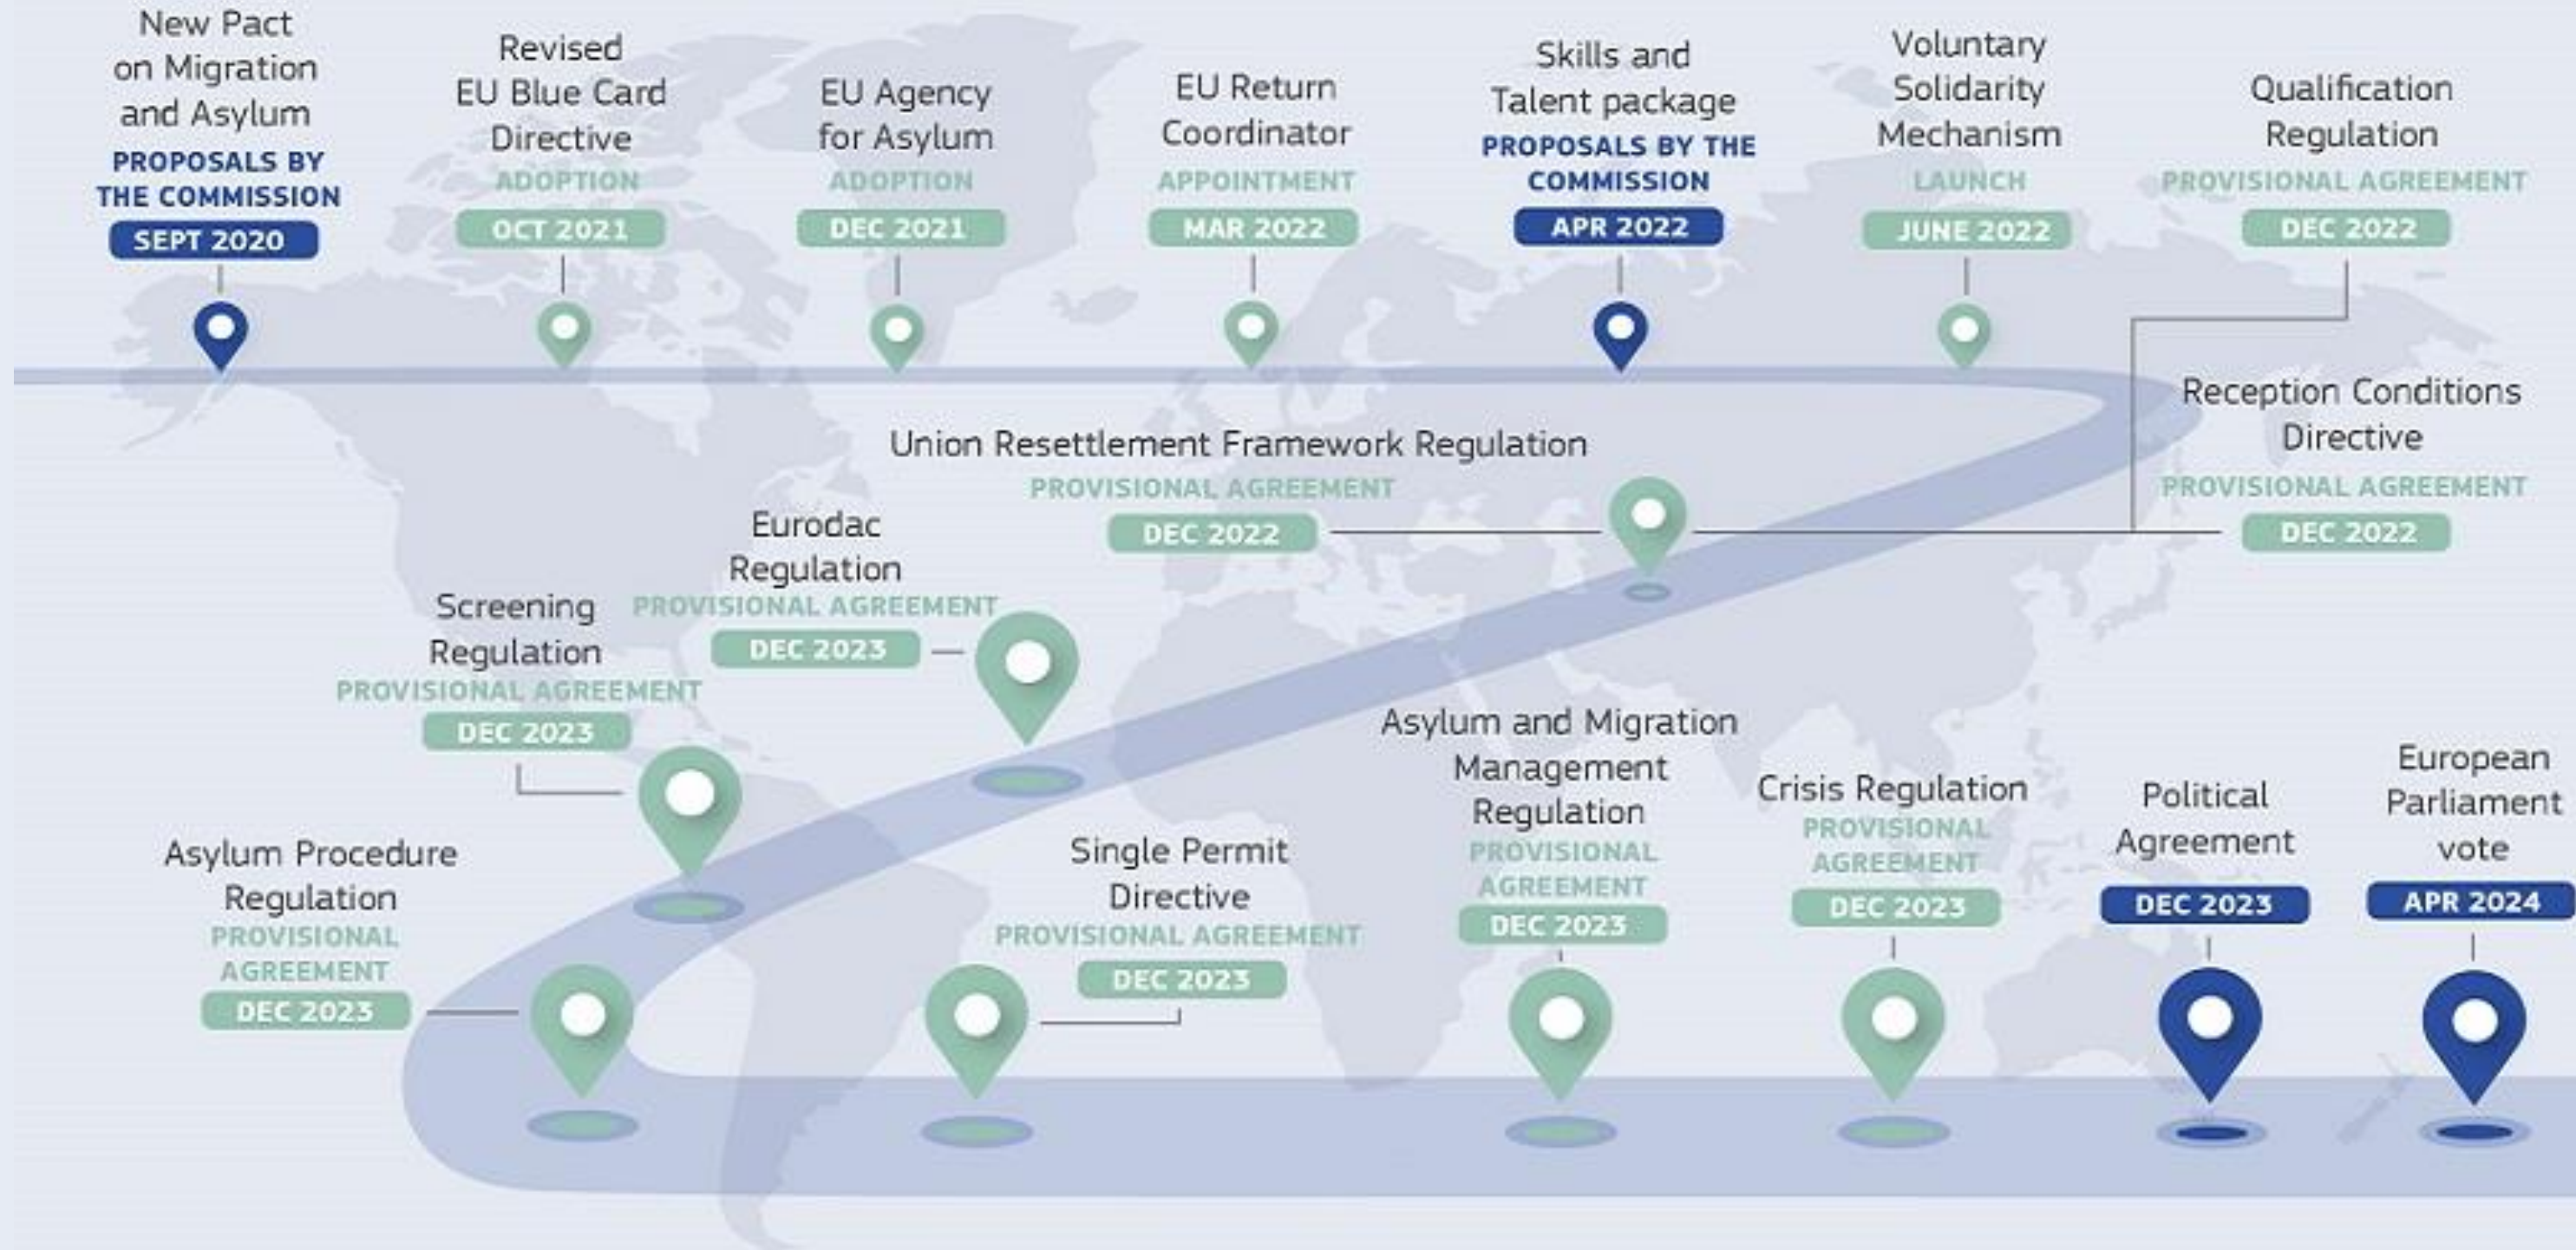 New Pact
on Migration
and Asylum
PROPOSALS BY
THE COMMISSION
SEPT 2020
Revised
EU Blue Card
Directive
ADOPTION
OCT 2021
EU Agency
for Asylum
ADOPTION
DEC 2021
EU Return
Coordinator
APPOINTMENT
MAR 2022
Skills and
Talent package
PROPOSALS BY THE
COMMISSION
APR 2022
Voluntary
Solidarity
Mechanism
LAUNCH
JUNE 2022
Qualification
Regulation
PROVISIONAL AGREEMENT
DEC 2022
Reception Conditions
Directive
PROVISIONAL AGREEMENT
DEC 2022
Union Resettlement Framework Regulation
PROVISIONAL AGREEMENT
DEC 2022
Eurodac
Regulation
PROVISIONAL AGREEMENT
DEC 2023
Screening
Regulation
PROVISIONAL AGREEMENT
DEC 2023
Asylum Procedure
Regulation
PROVISIONAL
AGREEMENT
DEC 2023
Single Permit
Directive
PROVISIONAL AGREEMENT
DEC 2023
Asylum and Migration
Management
Regulation
PROVISIONAL
AGREEMENT
DEC 2023
Crisis Regulation
PROVISIONAL
AGREEMENT
DEC 2023
Political
Agreement
DEC 2023
European
Parliament
vote
APR 2024